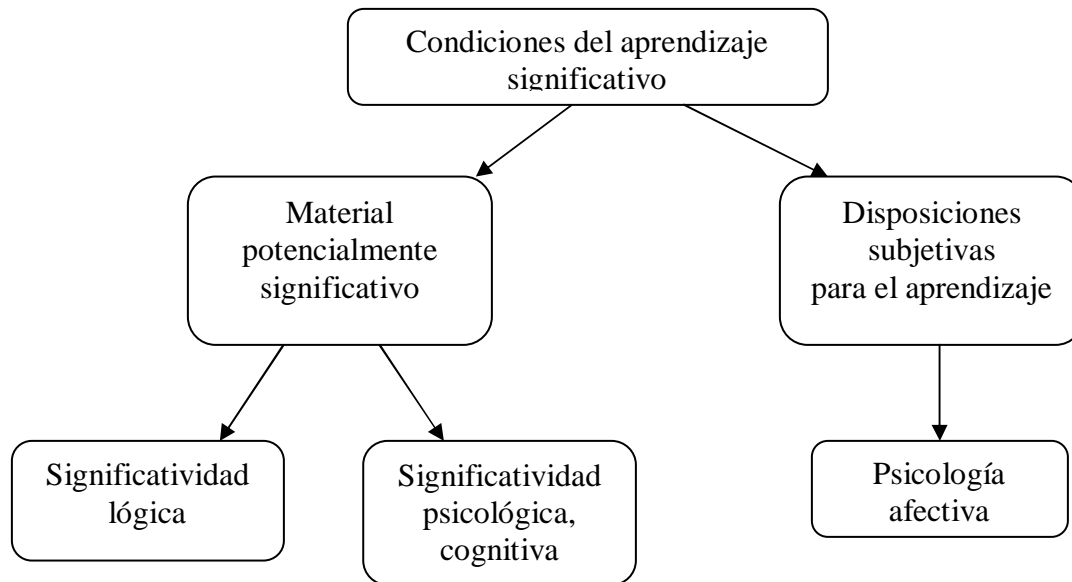 Condiciones del aprendizaje
significativo
Material
potencialmente
significativo
Disposiciones
subjetivas
para el aprendizaje
Significatividad
lógica
Significatividad
psicológica,
cognitiva
Psicología
afectiva